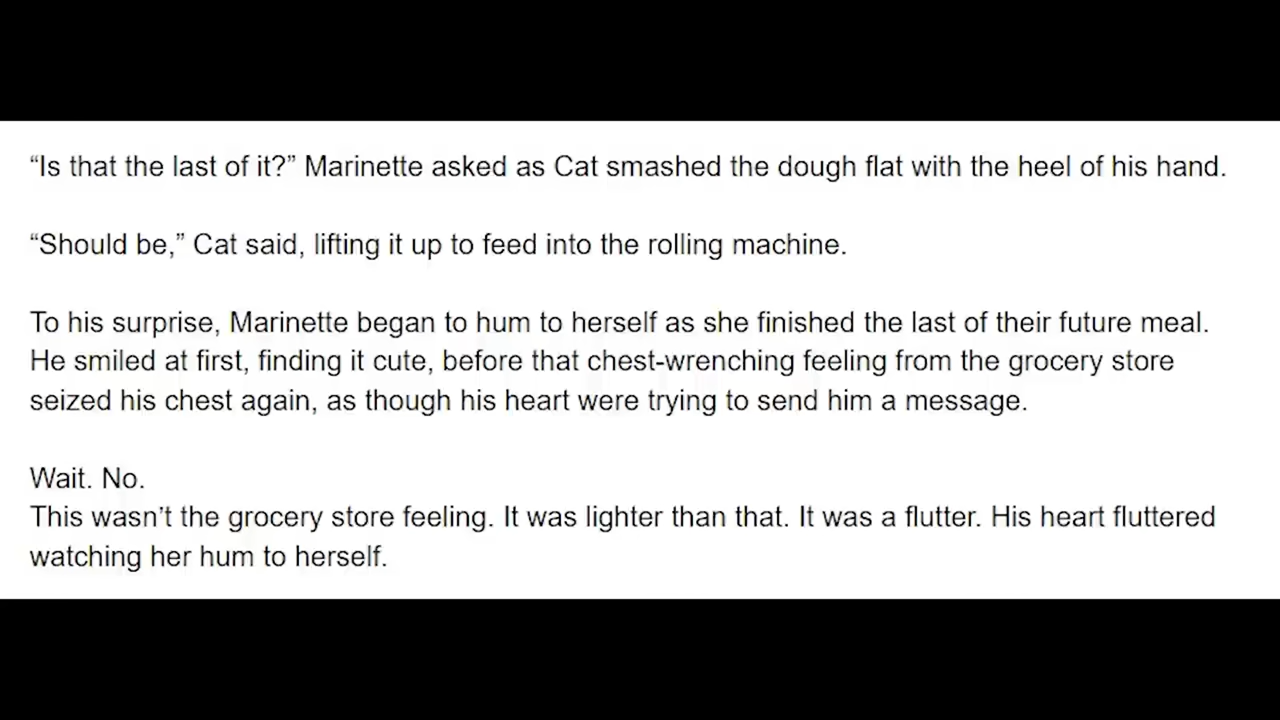 “Is that the last of it?” Marinette asked as Cat smashed the dough flat with the heel of his hand.
“Should be,” Cat said, lifting it up to feed into the rolling machine.
To his surprise, Marinette began to hum to herself as she finished the last of their future meal.
He smiled at first, finding it cute, before that chest-wrenching feeling from the grocery store
seized his chest again, as though his heart were trying to send him a message.
Wait. No.
This wasn’t the grocery store feeling. It was lighter than that. It was a flutter. His heart fluttered
watching her hum to herself.